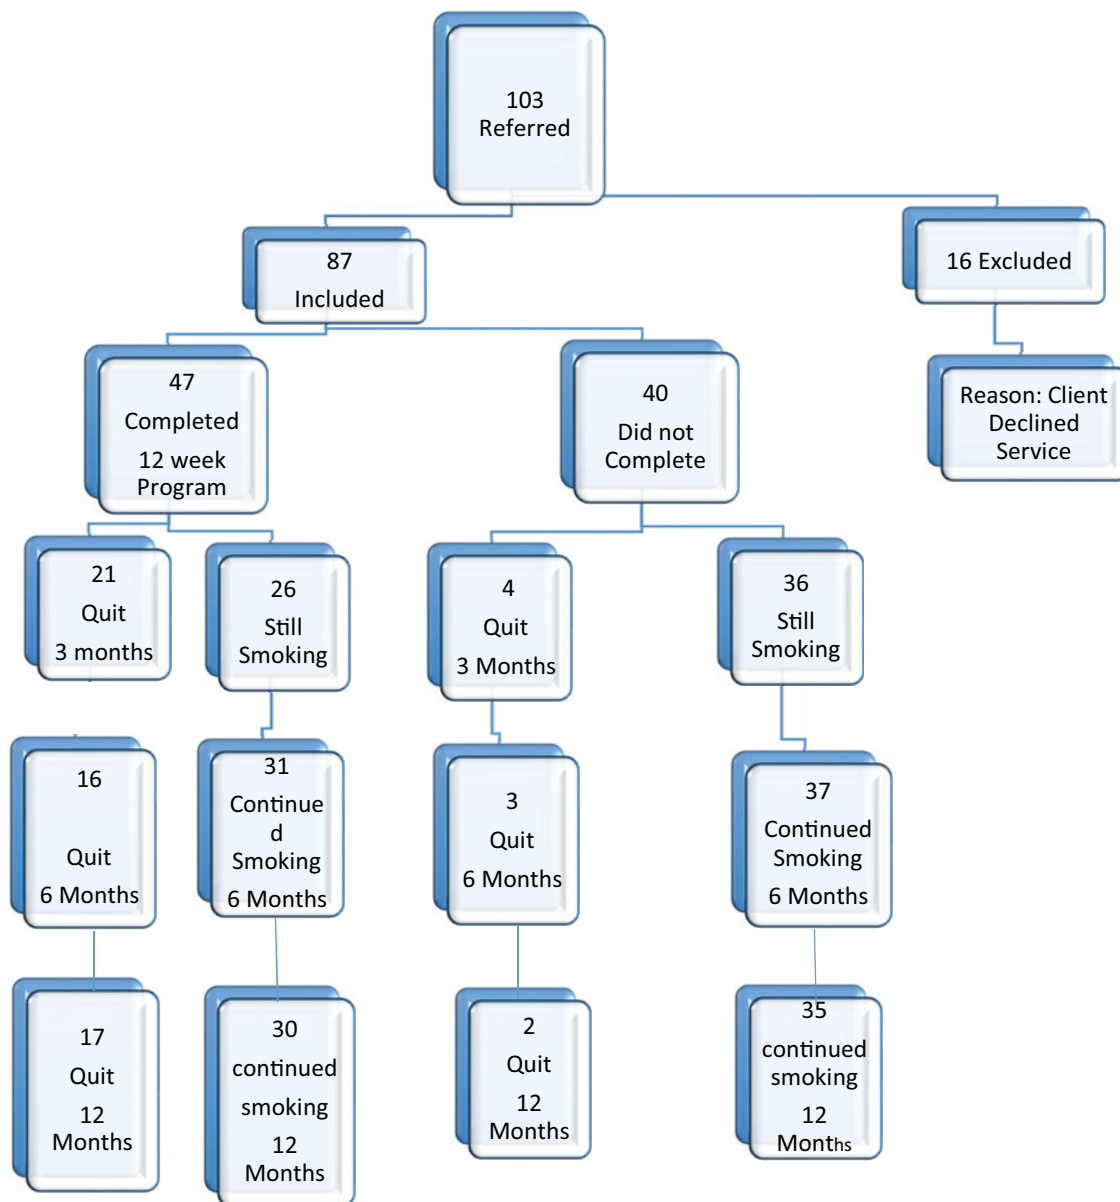 103
Referred
87
Included
16 Excluded
47
Completed
12 week
Program
40
Did not
Complete
Reason: Client
Declined
Service
21
Quit
3 months
26
Still
Smoking
4
Quit
3 Months
36
Still
Smoking
16
Quit
6 Months
31
Continue
d
Smoking
6 Months
3
Quit
6 Months
37
Continued
Smoking
6 Months
17
Quit
12
Months
30
continued
smoking
12
Months
2
Quit
12
Months
35
continued
smoking
12
Months